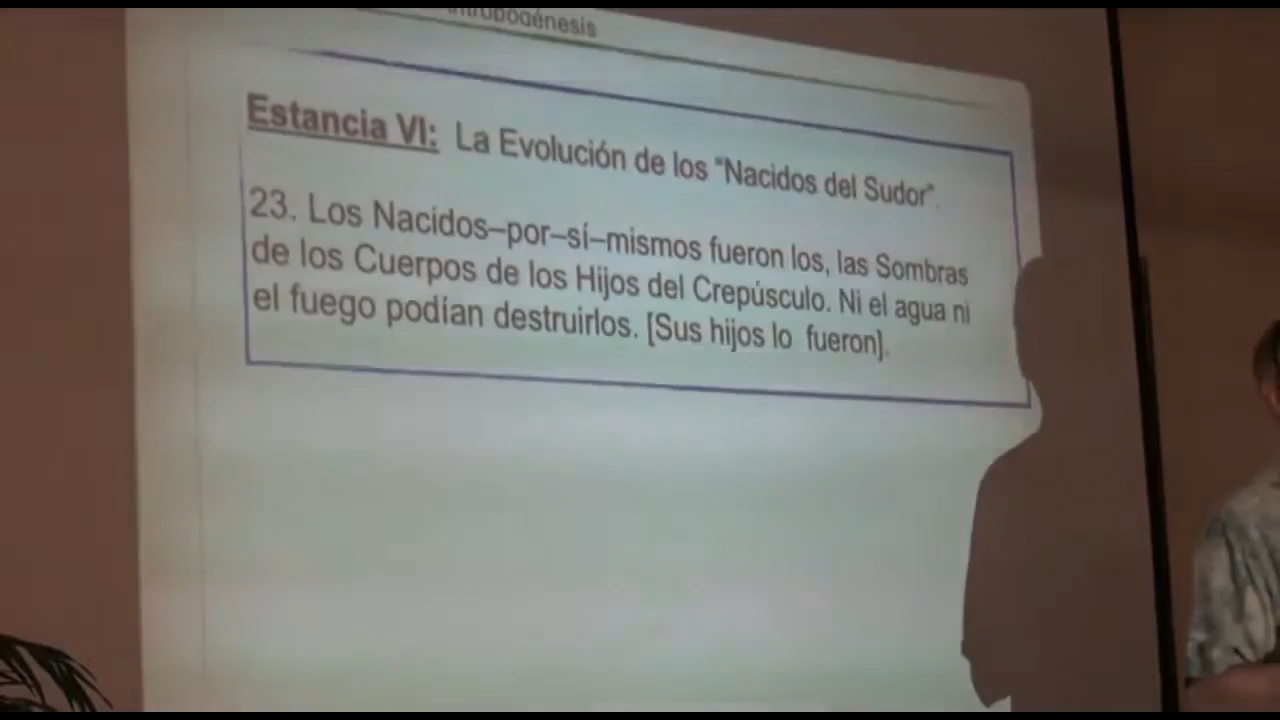 Estancia VI: La Evolución de los "Nacidos del Sudor".
23. Los Nacidos–por–sí–mismos fueron los, las Sombras
de los Cuerpos de los Hijos del Crepúsculo. Ni el agua ni
el fuego podían destruirlos. [Sus hijos lo fueron].